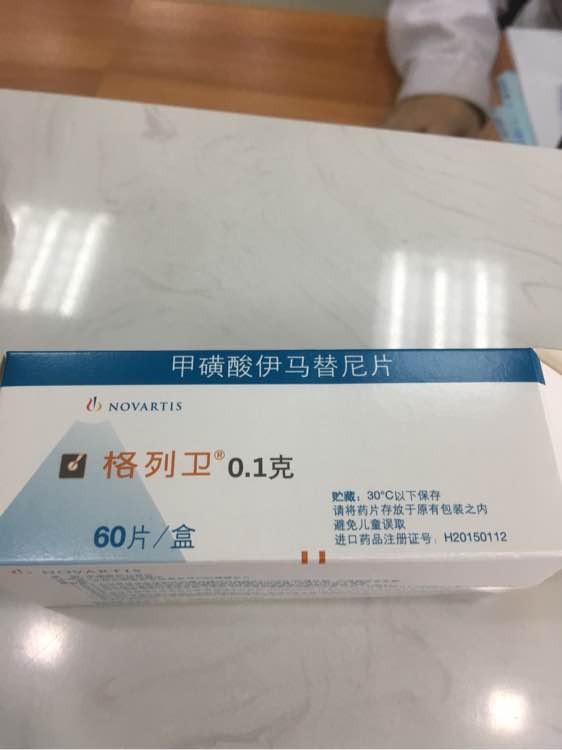 甲磺酸伊马替尼片
NOVARTIS
格列卫® 0.1克
60片/盒
贮藏：30°C以下保存
请将药片存放于原有包装之内
避免儿童误取
进口药品注册证号：H20150112
NOVARTIS